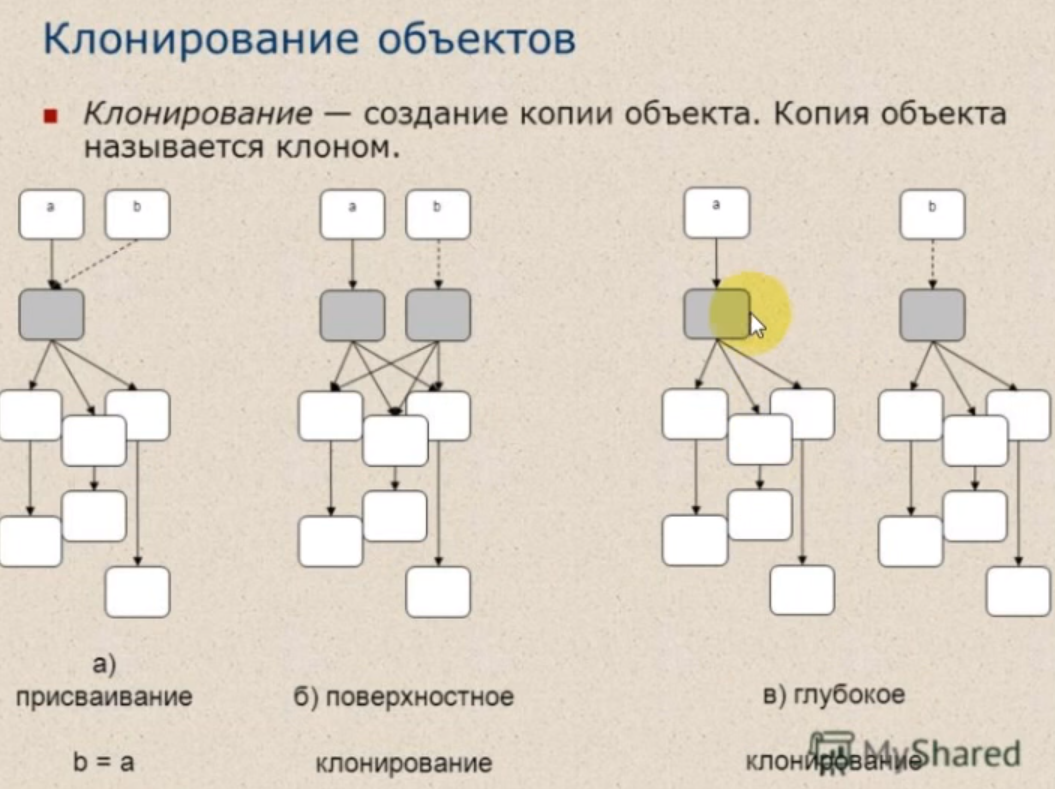 Клонирование объектов
Клонирование — создание копии объекта. Копия объекта
называется клоном.
a b a b a b
а)
присваивание
b = a
б) поверхностное
клонирование
в) глубокое
клонирование
MyShared